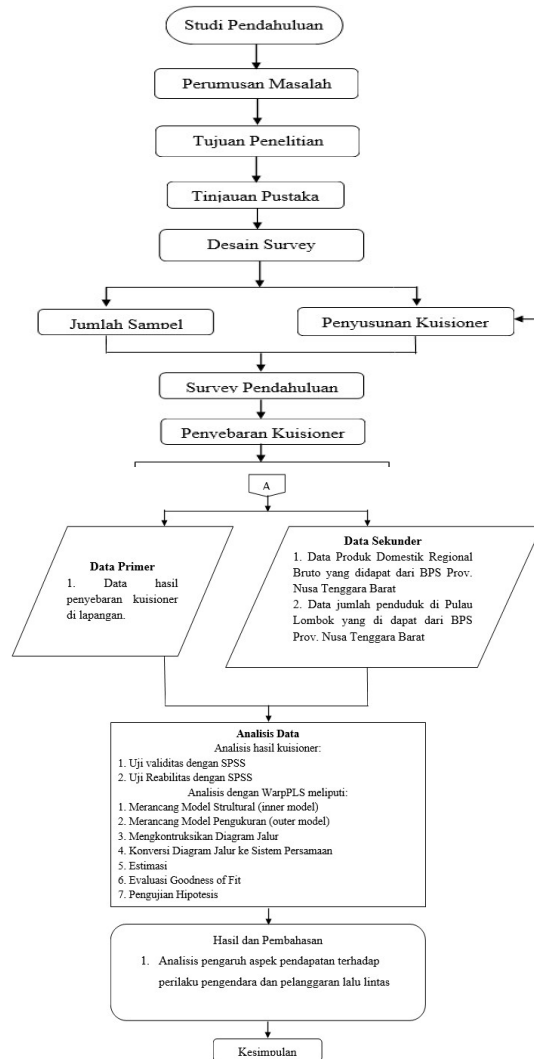 Studi Pendahuluan
Perumusan Masalah
Tujuan Penelitian
Tinjauan Pustaka
Desain Survey
Jumlah Sampel
Penyusunan Kuisioner
Survey Pendahuluan
Penyebaran Kuisioner
A
Data Primer
1. Data hasil
penyebaran kuisioner
di lapangan.
Data Sekunder
1. Data Produk Domestik Regional
Bruto yang didapat dari BPS Prov.
Nusa Tenggara Barat
2. Data jumlah penduduk di Pulau
Lombok yang di dapat dari BPS
Prov. Nusa Tenggara Barat
Analisis Data
Analisis hasil kuisioner:
1. Uji validitas dengan SPSS
2. Uji Reabilitas dengan SPSS
Analisis dengan WarpPLS meliputi:
1. Merancang Model Strultural (inner model)
2. Merancang Model Pengukuran (outer model)
3. Mengkontruksikan Diagram Jalur
4. Konversi Diagram Jalur ke Sistem Persamaan
5. Estimasi
6. Evaluasi Goodness of Fit
7. Pengujian Hipotesis
Hasil dan Pembahasan
1. Analisis pengaruh aspek pendapatan terhadap
perilaku pengendara dan pelanggaran lalu lintas
Kesimpulan